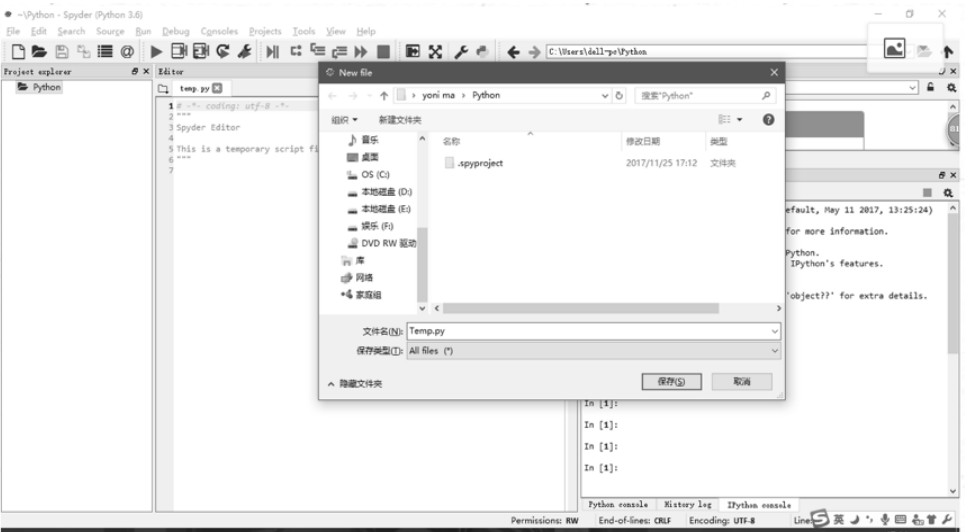 ~\Python - Spyder (Python 3.6)
File Edit Search Source Run Debug Consoles Projects Tools View Help
C:\Users\dell-pc\Python
Project explorer
Python
Editor
temp.py
1 # -*- coding: utf-8 -*-
2 """
3 Spyder Editor
4
5 This is a temporary script fi
6 """
7
New file
yoni ma > Python
搜索"Python"
组织 新建文件夹
音乐
桌面
OS (C:)
本地磁盘 (D:)
本地磁盘 (E:)
娱乐 (F:)
DVD RW 驱动
库
网络
家庭组
名称 修改日期 类型
.spyproject 2017/11/25 17:12 文件夹
文件名(N): Temp.py
保存类型(T): All files (*)
隐藏文件夹
保存(S) 取消
efault, May 11 2017, 13:25:24)
for more information.
Python.
IPython's features.
'object??' for extra details.
In [1]:
In [1]:
In [1]:
In [1]:
Python console History log IPython console
Permissions: RW End-of-lines: CRLF Encoding: UTF-8 Line:
英